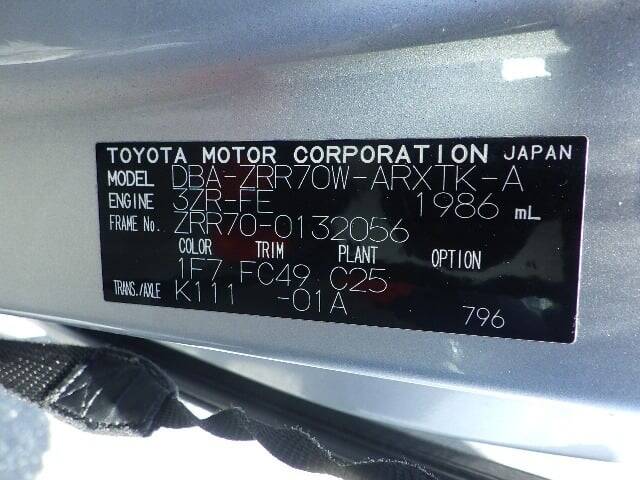 TOYOTA MOTOR CORPORATION JAPAN
MODEL DBA-ZRR70W-ARXTK-A
ENGINE 3ZR-FE 1986 mL
FRAME No. ZRR70-0132056
COLOR TRIM PLANT OPTION
1F7 FC49 C25
TRANS./AXLE K111 -01A
796